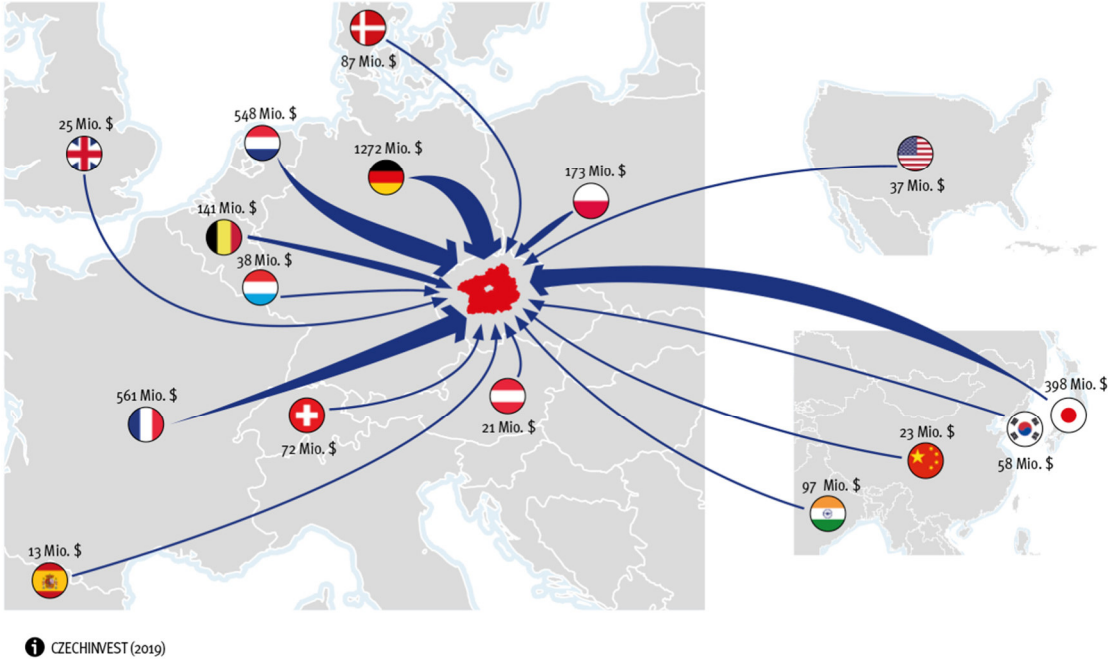 87 Mio. $
548 Mio. $
25 Mio. $
1272 Mio. $
173 Mio. $
37 Mio. $
141 Mio. $
38 Mio. $
561 Mio. $
398 Mio. $
72 Mio. $
21 Mio. $
23 Mio. $
58 Mio. $
97 Mio. $
13 Mio. $
i CZECHINVEST (2019)